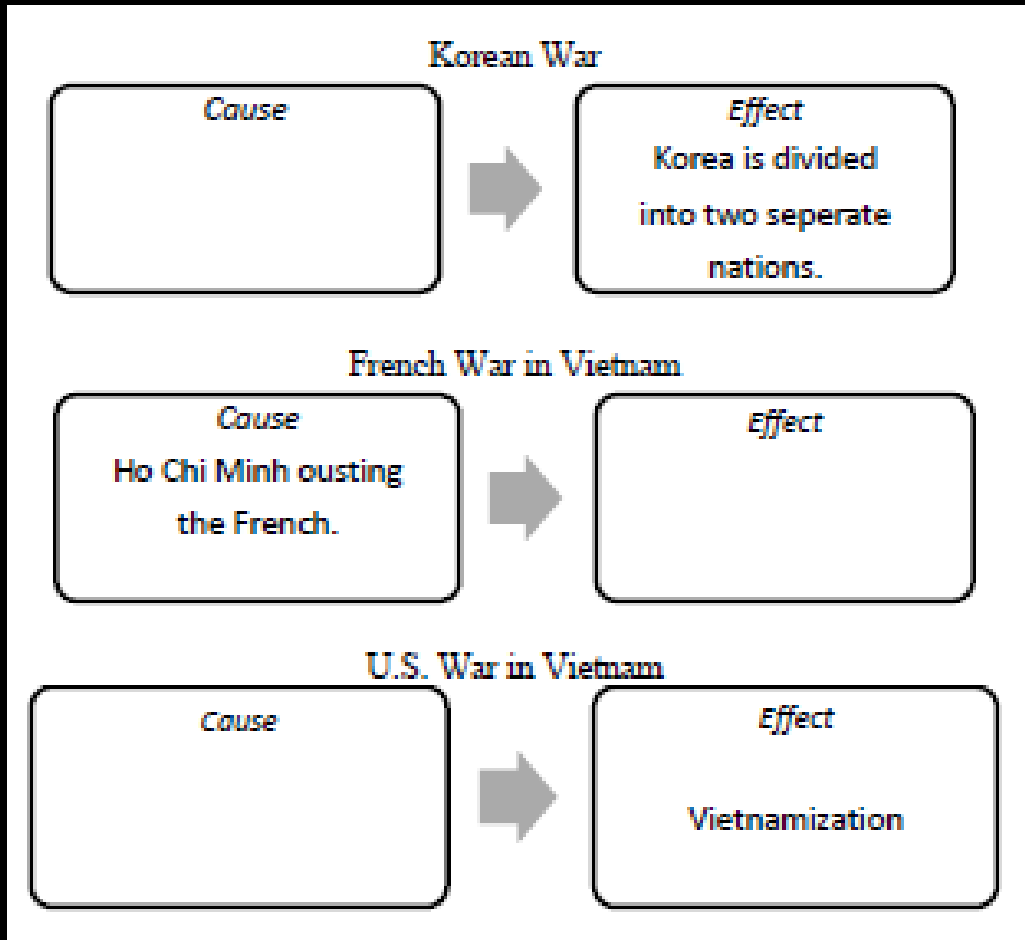 Korean War
Cause
Effect
Korea is divided
into two seperate
nations.
French War in Vietnam
Cause
Ho Chi Minh ousting
the French.
Effect
U.S. War in Vietnam
Cause
Effect
Vietnamization